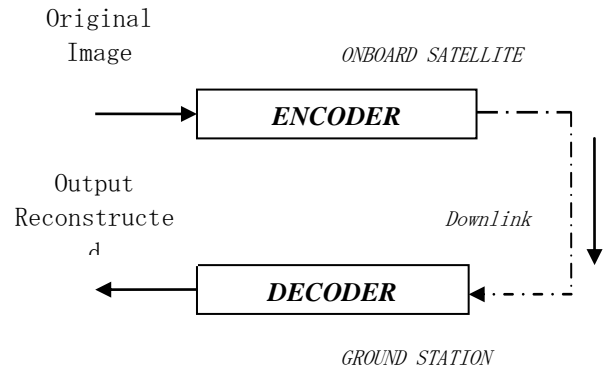 Original
Image
ONBOARD SATELLITE
ENCODER
Output
Reconstructe
d
Downlink
DECODER
GROUND STATION